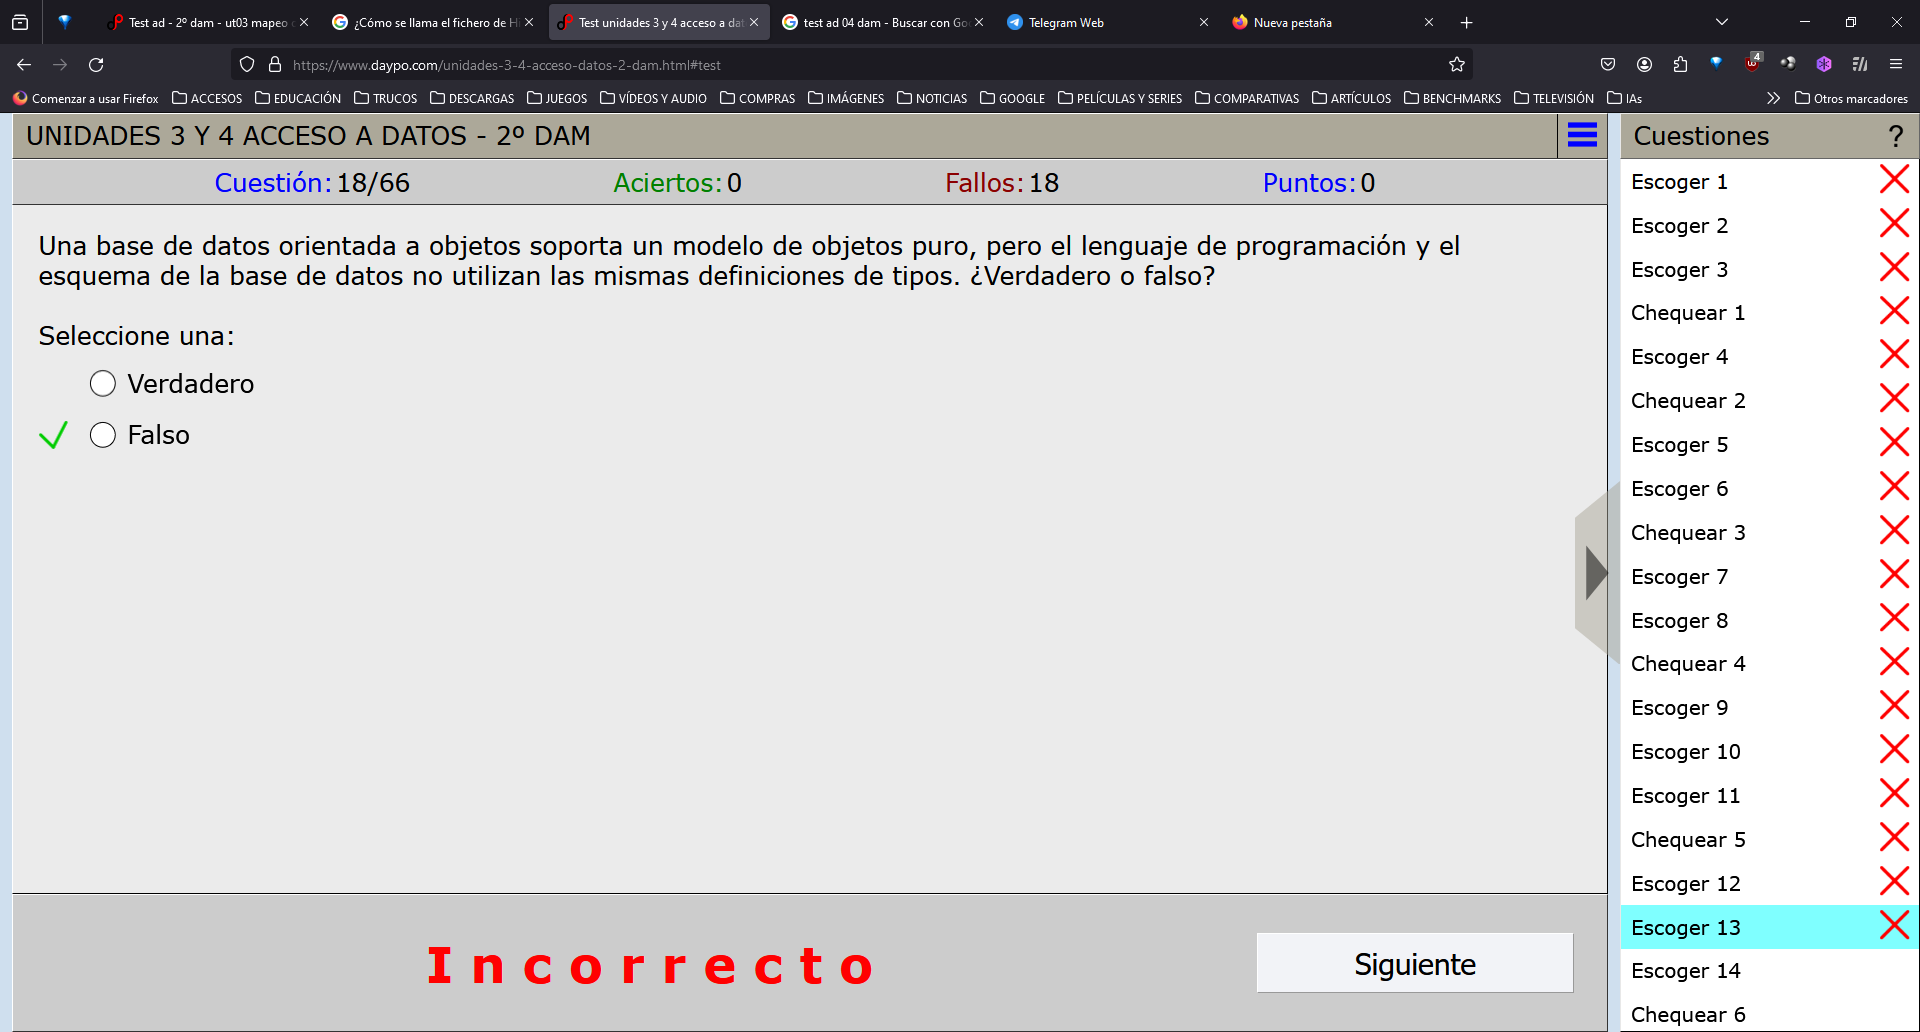 Test ad - 2º dam - ut03 mapeo
¿Cómo se llama el fichero de Hi
Test unidades 3 y 4 acceso a dat
test ad 04 dam - Buscar con Goo
Telegram Web
Nueva pestaña
https://www.daypo.com/unidades-3-4-acceso-datos-2-dam.html#test
4
Comenzar a usar Firefox
ACCESOS
EDUCACIÓN
TRUCOS
DESCARGAS
JUEGOS
VÍDEOS Y AUDIO
COMPRAS
IMÁGENES
NOTICIAS
GOOGLE
PELÍCULAS Y SERIES
COMPARATIVAS
ARTÍCULOS
BENCHMARKS
TELEVISIÓN
IAs
Otros marcadores
UNIDADES 3 Y 4 ACCESO A DATOS - 2º DAM
Cuestión: 18/66
Aciertos: 0
Fallos: 18
Puntos: 0
Una base de datos orientada a objetos soporta un modelo de objetos puro, pero el lenguaje de programación y el
esquema de la base de datos no utilizan las mismas definiciones de tipos. ¿Verdadero o falso?
Seleccione una:
Verdadero
Falso
Incorrecto
Siguiente
Cuestiones
?
Escoger 1
Escoger 2
Escoger 3
Chequear 1
Escoger 4
Chequear 2
Escoger 5
Escoger 6
Chequear 3
Escoger 7
Escoger 8
Chequear 4
Escoger 9
Escoger 10
Escoger 11
Chequear 5
Escoger 12
Escoger 13
Escoger 14
Chequear 6